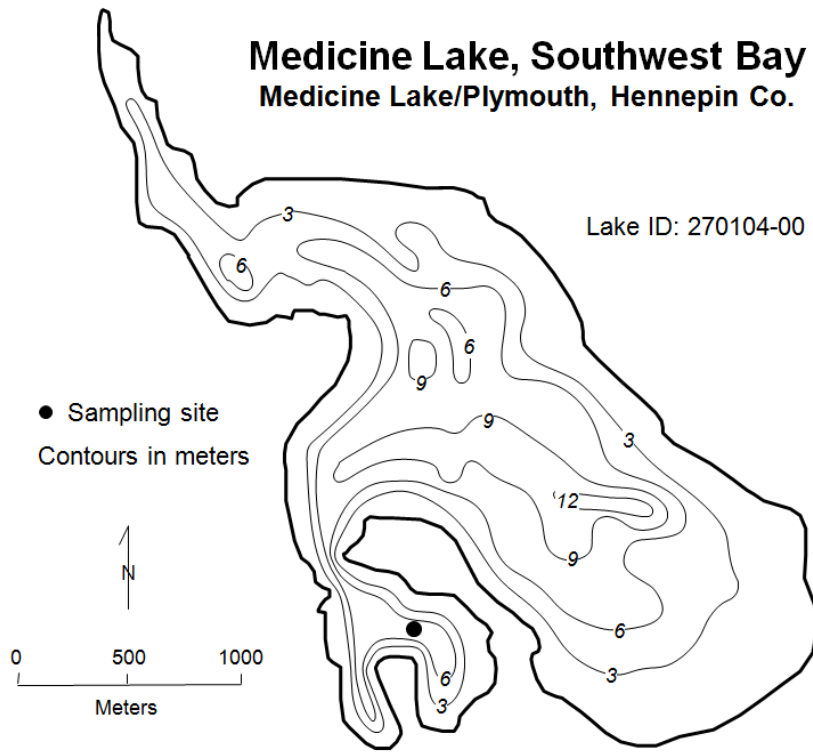 Medicine Lake, Southwest Bay
Medicine Lake/Plymouth, Hennepin Co.
Lake ID: 270104-00
3
6
6
6
9
9
3
12
9
6
3
6
3
● Sampling site
Contours in meters
N
0 500 1000
Meters